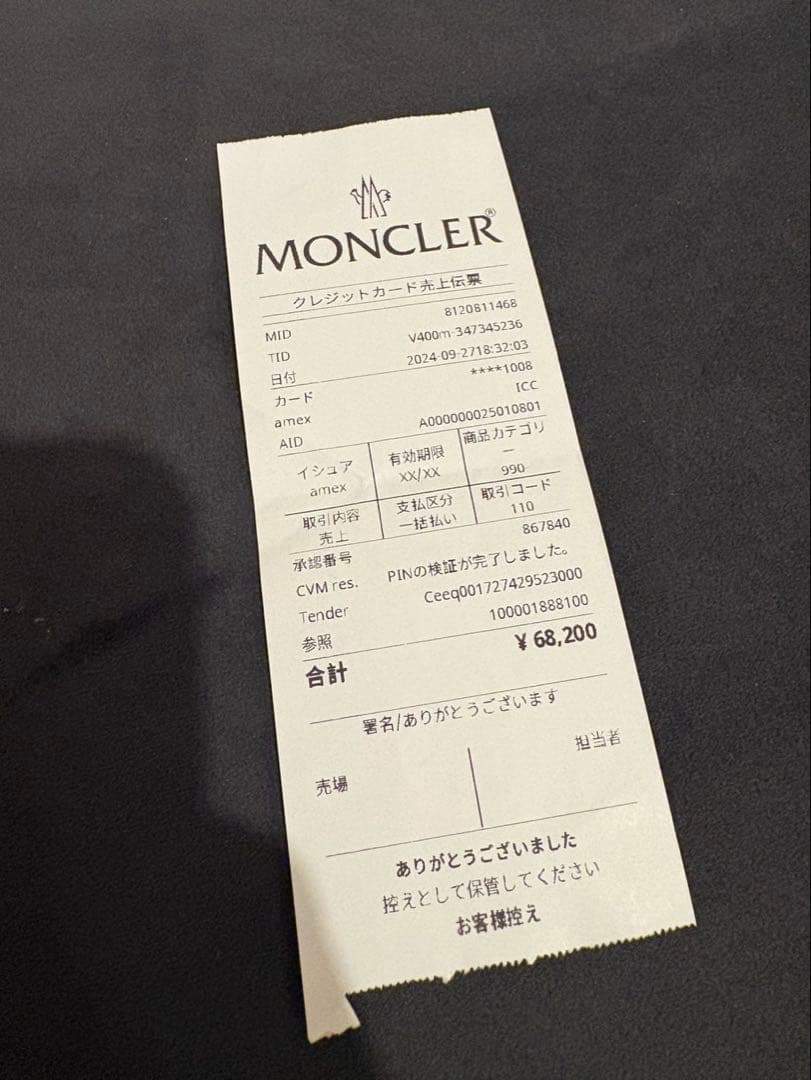 MONCLER®
クレジットカード売上伝票
MID 8120811468
TID V400m-347345236
日付 2024-09-2718:32:03
カード ****1008
amex ICC
AID A000000025010801
イシュア 有効期限 商品カテゴリー
amex XX/XX 990
取引内容 支払区分 取引コード
売上 一括払い 110
承認番号 867840
CVM res. PINの検証が完了しました。
Tender Ceeq001727429523000
参照 100001888100
合計 ¥ 68,200
署名/ありがとうございます
売場 担当者
ありがとうございました
控えとして保管してください
お客様控え